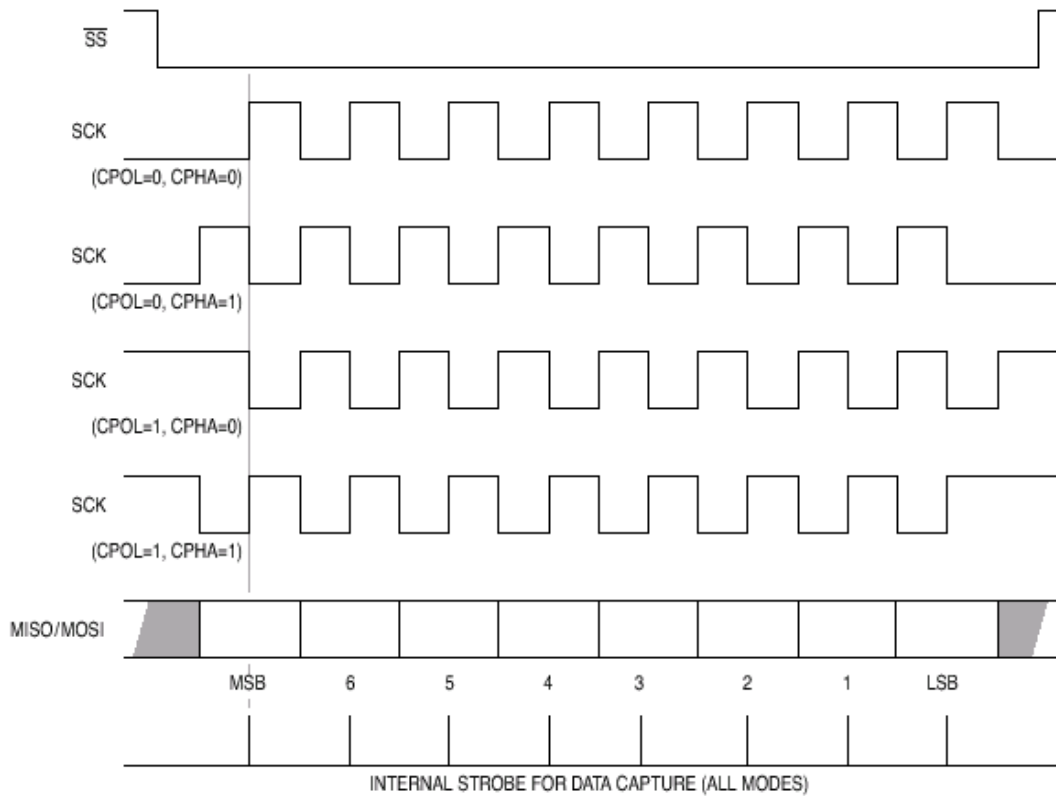 SS
SCK
(CPOL=0, CPHA=0)
SCK
(CPOL=0, CPHA=1)
SCK
(CPOL=1, CPHA=0)
SCK
(CPOL=1, CPHA=1)
MISO/MOSI
MSB 6 5 4 3 2 1 LSB
INTERNAL STROBE FOR DATA CAPTURE (ALL MODES)